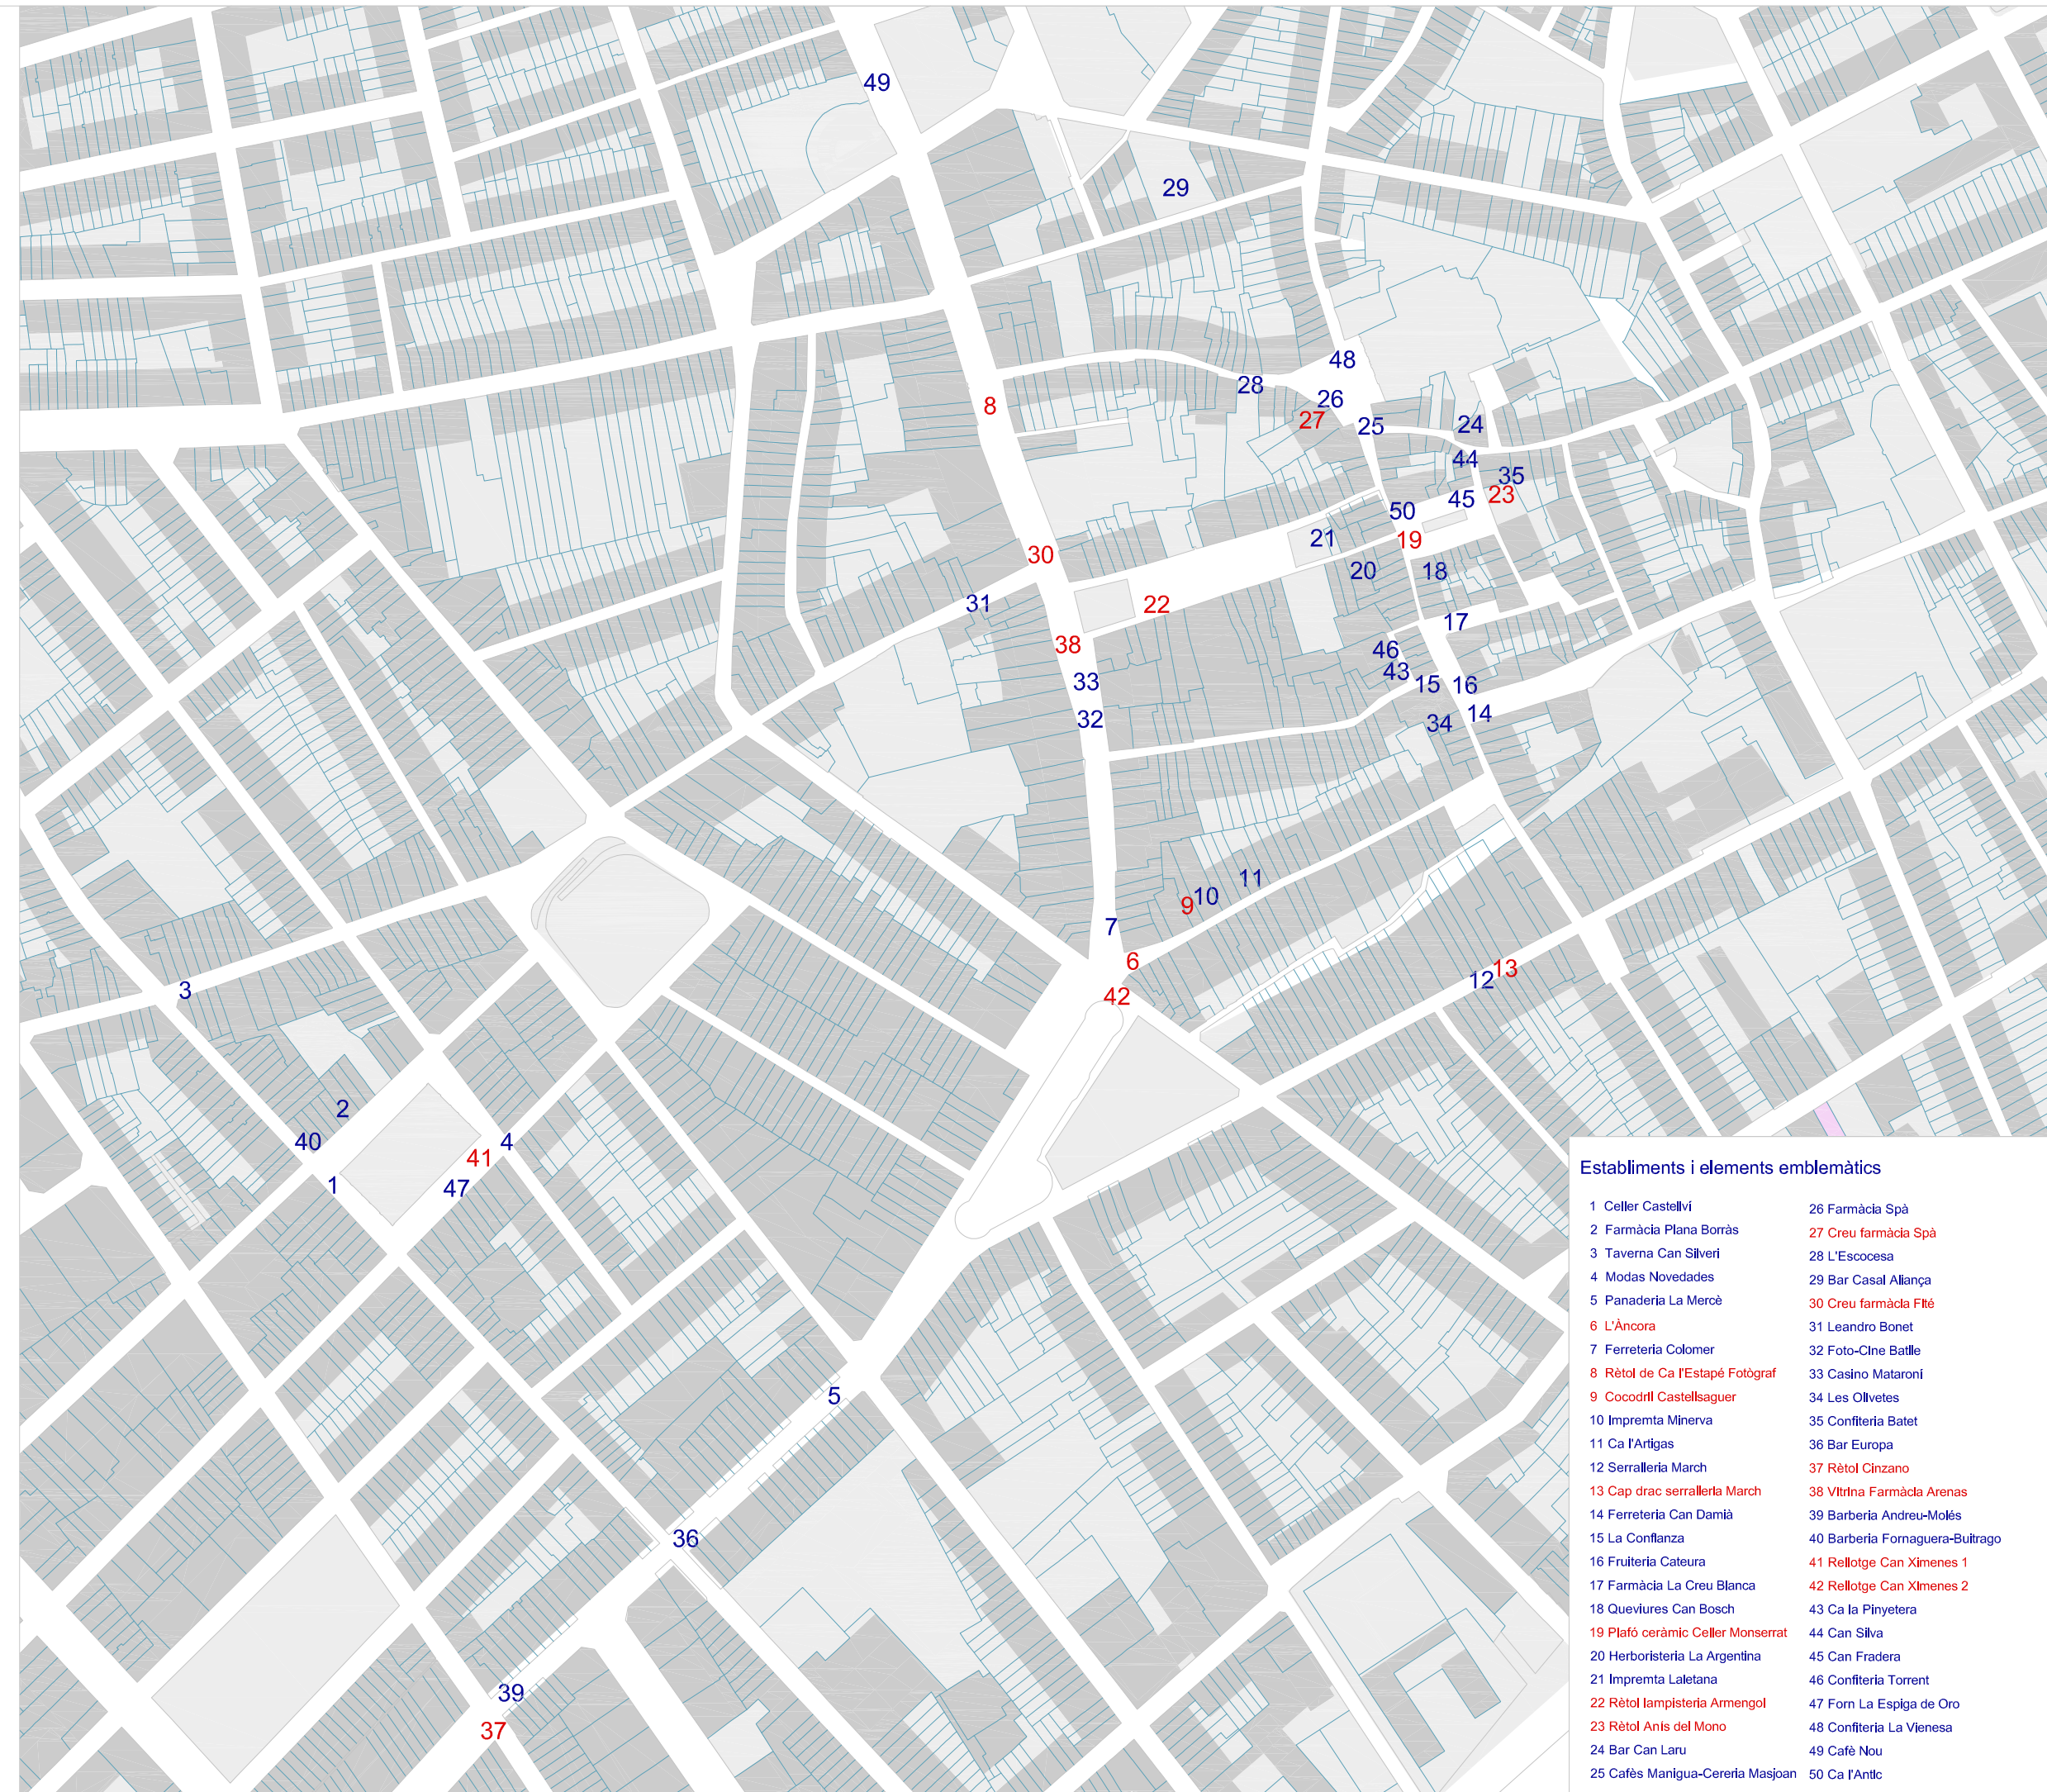 49
29
48
28
26
8
27
25
24
44
35
23
45
50
21
19
30
20
18
31
22
17
38
46
43
33
15
16
32
14
34
11
10
9
7
6
12
13
3
42
2
40
4
41
1
47
5
36
39
37
Establiments i elements emblemàtics
1 Celler Castellví
2 Farmàcia Plana Borràs
3 Taverna Can Silveri
4 Modas Novedades
5 Panaderia La Mercè
6 L'Àncora
7 Ferreteria Colomer
8 Rètol de Ca l'Estapé Fotògraf
9 Cocodril Castellsaguer
10 Impremta Minerva
11 Ca l'Artigas
12 Serralleria March
13 Cap drac serralleria March
14 Ferreteria Can Damià
15 La Confianza
16 Fruiteria Cateura
17 Farmàcia La Creu Blanca
18 Queviures Can Bosch
19 Plafó ceràmic Celler Monserrat
20 Herboristeria La Argentina
21 Impremta Laietana
22 Rètol lampisteria Armengol
23 Rètol Anís del Mono
24 Bar Can Laru
25 Cafès Manigua-Cereria Masjoan
26 Farmàcia Spà
27 Creu farmàcia Spà
28 L'Escocesa
29 Bar Casal Aliança
30 Creu farmàcia Fité
31 Leandro Bonet
32 Foto-Cine Batlle
33 Casino Mataroní
34 Les Olivetes
35 Confiteria Batet
36 Bar Europa
37 Rètol Cinzano
38 Vitrina Farmàcia Arenas
39 Barberia Andreu-Molés
40 Barberia Fornaguera-Buitrago
41 Rellotge Can Ximenes 1
42 Rellotge Can Ximenes 2
43 Ca la Pinyetera
44 Can Silva
45 Can Fradera
46 Confiteria Torrent
47 Forn La Espiga de Oro
48 Confiteria La Vienesa
49 Cafè Nou
50 Ca l'Antic